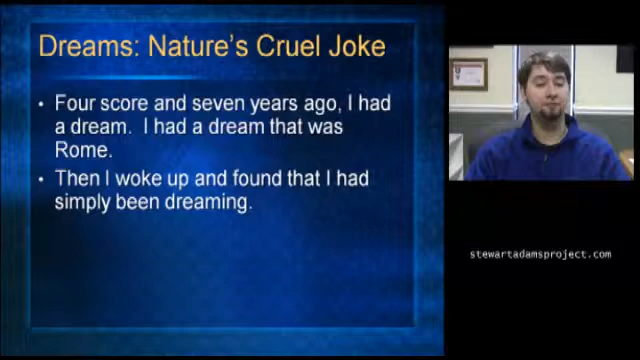 Dreams: Nature's Cruel Joke
• Four score and seven years ago, I had
a dream. I had a dream that was
Rome.
• Then I woke up and found that I had
simply been dreaming.
stewartadamsproject.com